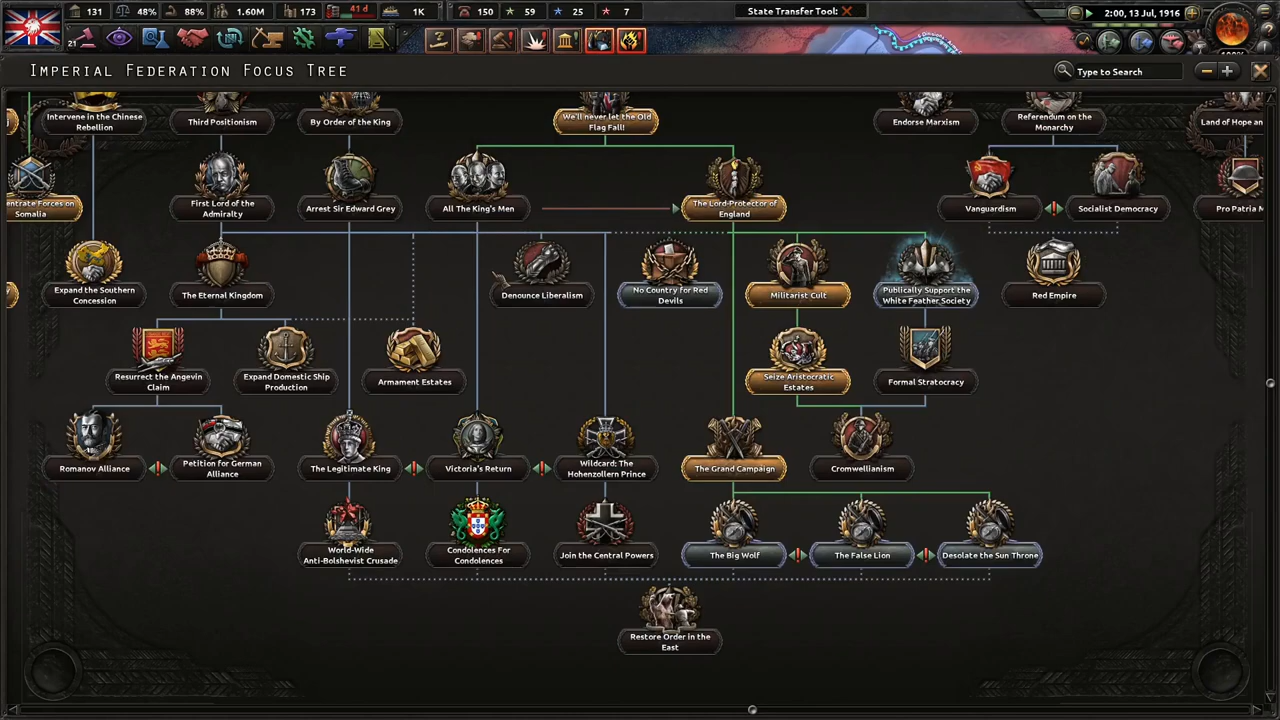 131 48% 88% 1.60M 173 41 d 1K 150 59 25 7
State Transfer Tool:
2:00, 13 Jul, 1916
21
100%
Imperial Federation Focus Tree
Type to Search
Intervene in the Chinese
Rebellion
Third Positionism
By Order of the King
We'll never let the Old
Flag Fall!
Endorse Marxism
Referendum on the
Monarchy
Land of Hope an
entrate Forces on
Somalia
First Lord of the
Admiralty
Arrest Sir Edward Grey
All The King's Men
The Lord-Protector of
England
Vanguardism
Socialist Democracy
Pro Patria M
Expand the Southern
Concession
The Eternal Kingdom
Denounce Liberalism
No Country for Red
Devils
Militarist Cult
Publically Support the
White Feather Society
Red Empire
Resurrect the Angevin
Claim
Expand Domestic Ship
Production
Armament Estates
Seize Aristocratic
Estates
Formal Stratocracy
Romanov Alliance
Petition for German
Alliance
The Legitimate King
Victoria's Return
Wildcard: The
Hohenzollern Prince
The Grand Campaign
Cromwellianism
World-Wide
Anti-Bolshevist Crusade
Condolences For
Condolences
Join the Central Powers
The Big Wolf
The False Lion
Desolate the Sun Throne
Restore Order in the
East